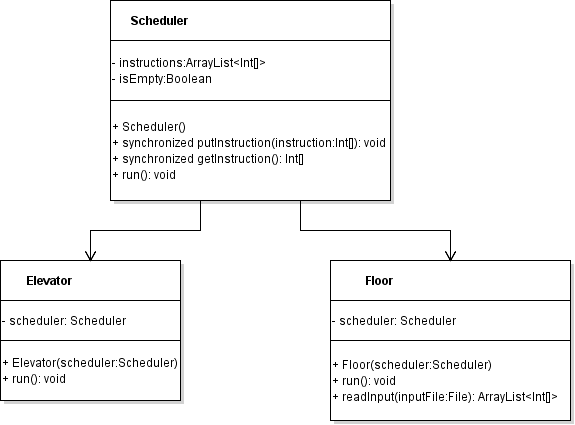 Scheduler
- instructions:ArrayList<Int[]>
- isEmpty:Boolean
+ Scheduler()
+ synchronized putInstruction(instruction:Int[]): void
+ synchronized getInstruction(): Int[]
+ run(): void
Elevator
- scheduler: Scheduler
+ Elevator(scheduler:Scheduler)
+ run(): void
Floor
- scheduler: Scheduler
+ Floor(scheduler:Scheduler)
+ run(): void
+ readInput(inputFile:File): ArrayList<Int[]>